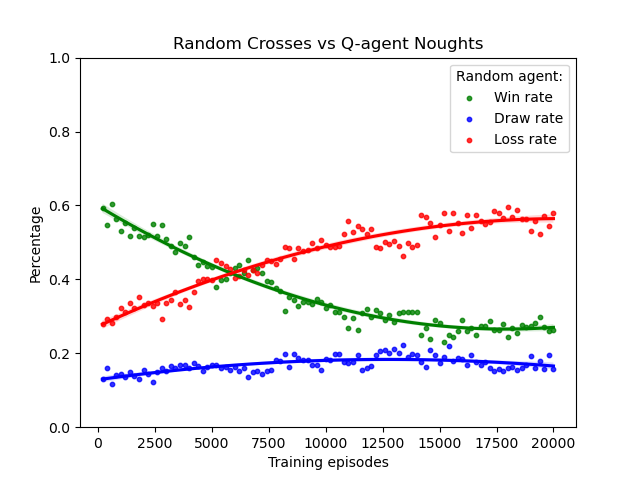 Random Crosses vs Q-agent Noughts
1.0
0.8
0.6
0.4
0.2
0.0
Percentage
Random agent:
Win rate
Draw rate
Loss rate
0 2500 5000 7500 10000 12500 15000 17500 20000
Training episodes